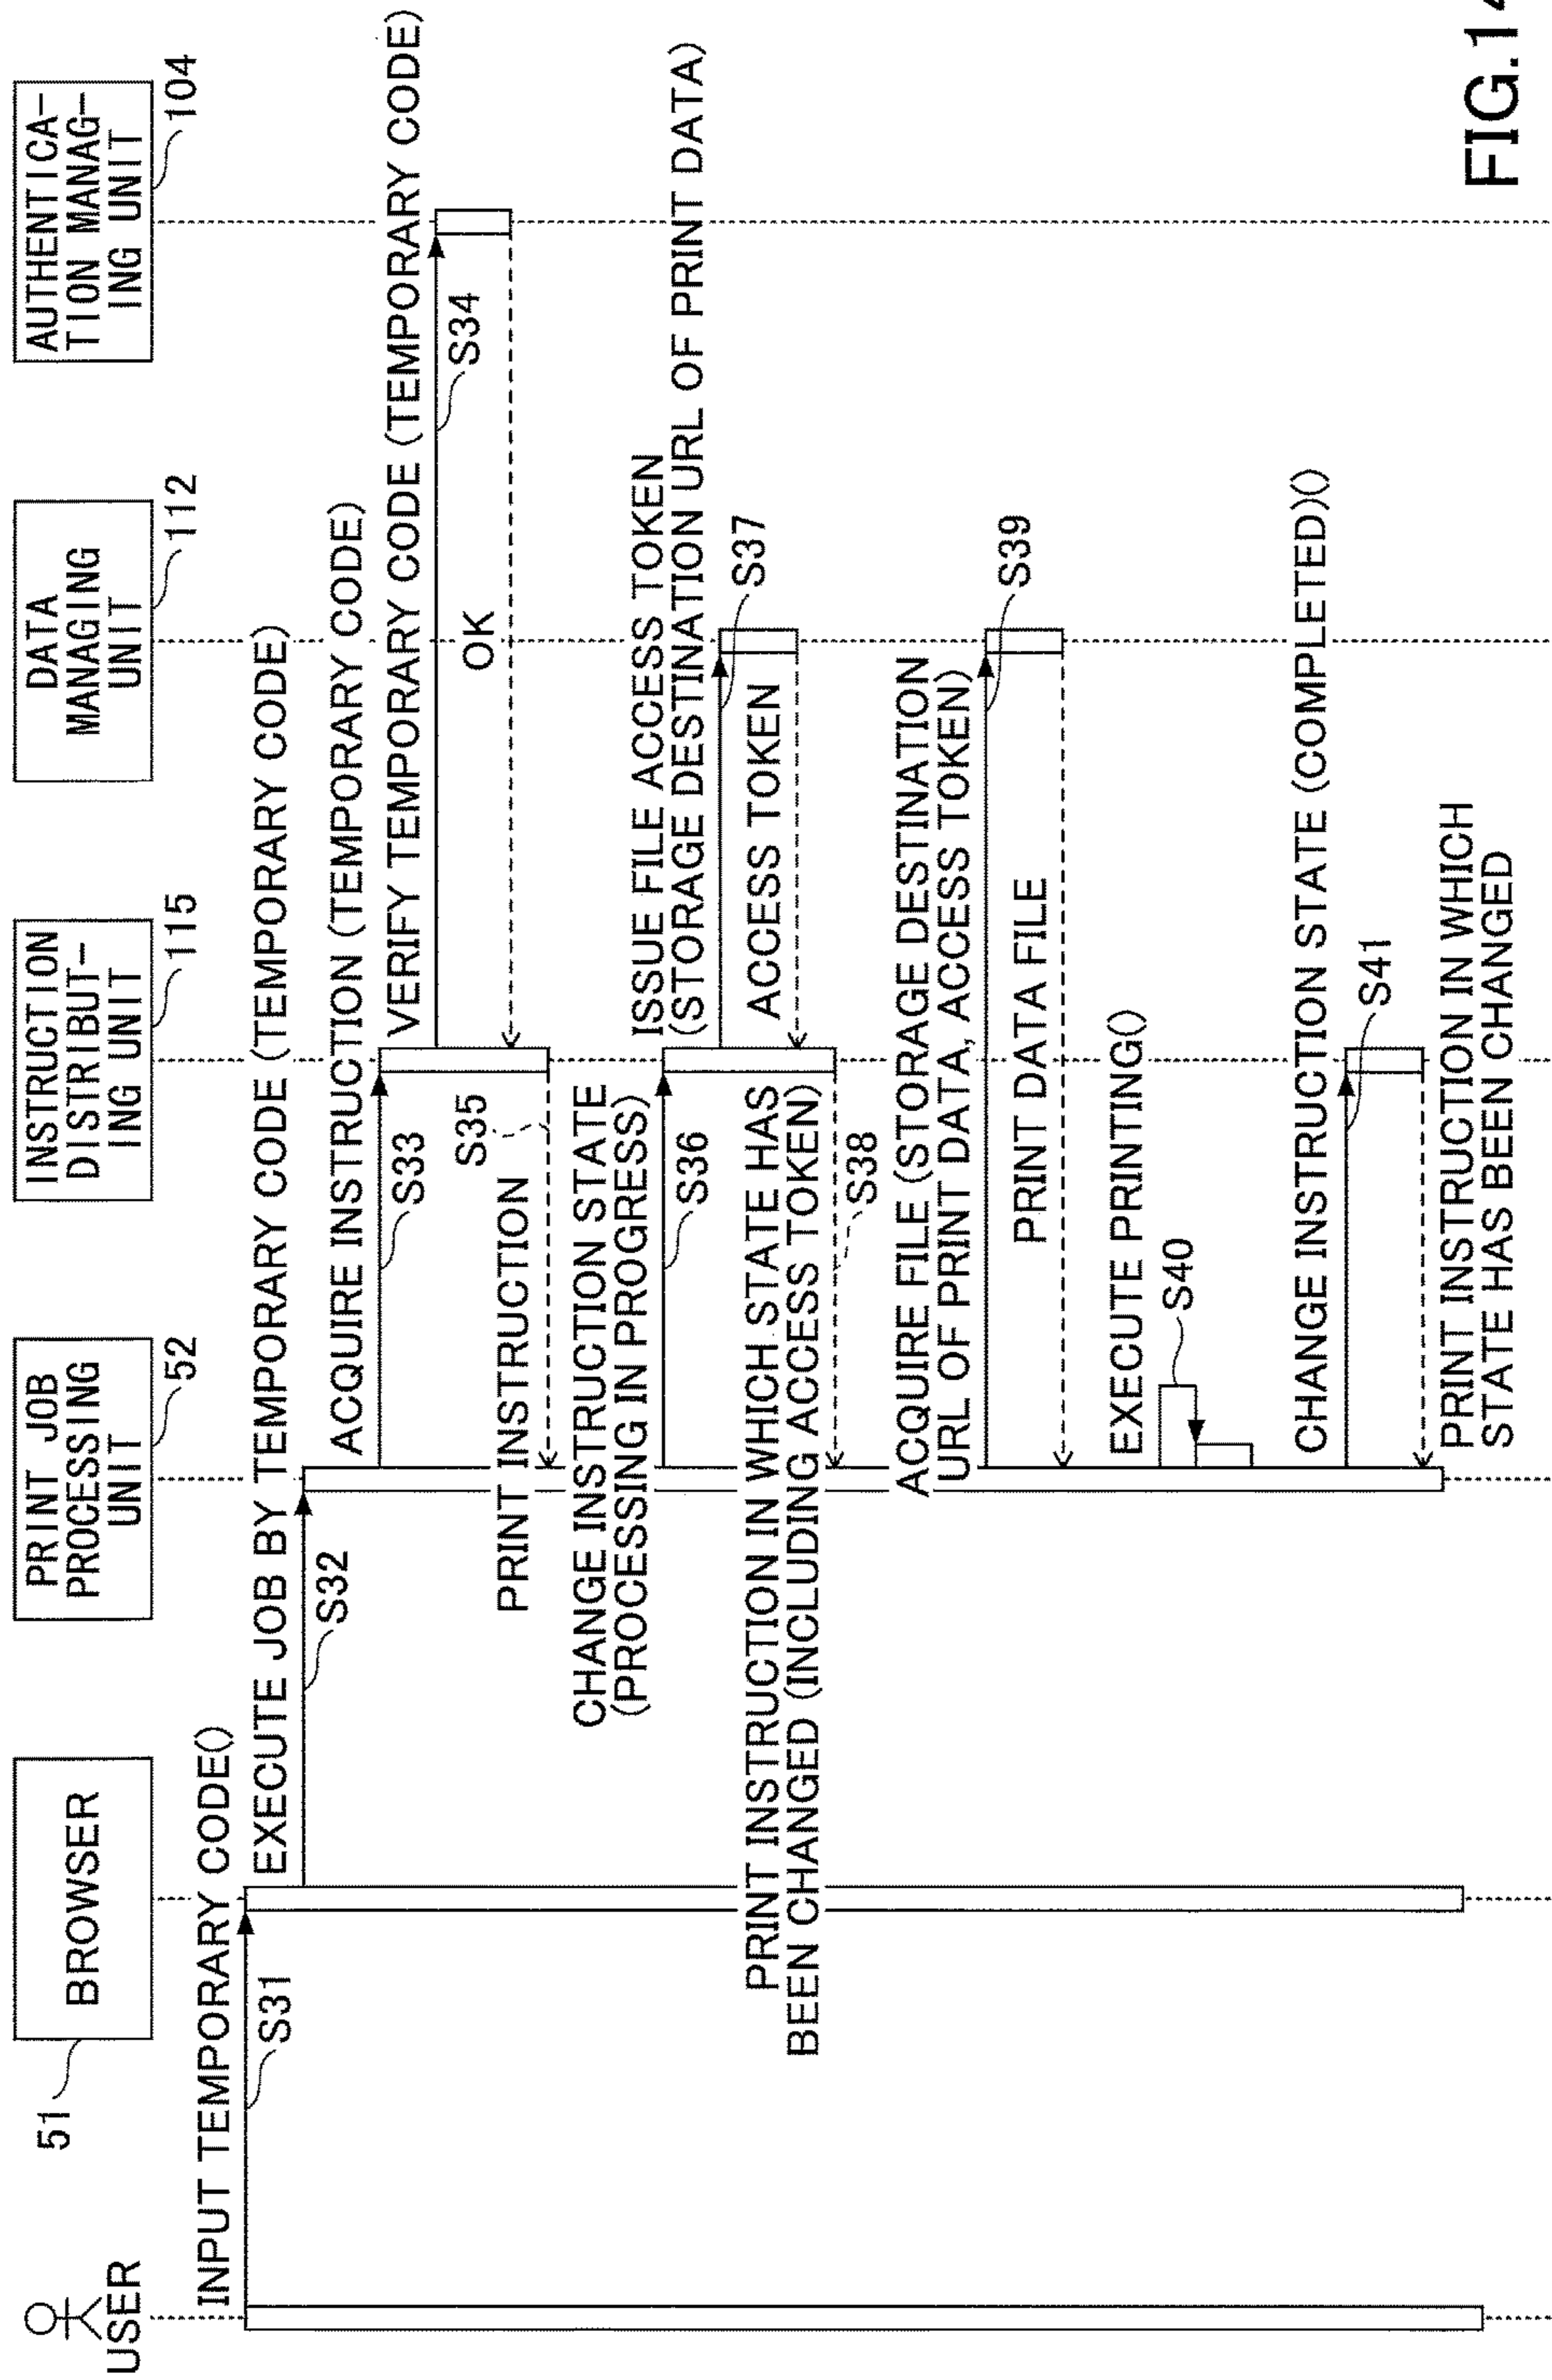 USER
51
BROWSER
PRINT JOB
PROCESSING
UNIT
52
INSTRUCTION
DISTRIBUT-
ING UNIT
115
DATA
MANAGING
UNIT
112
AUTHENTICA-
TION MANAG-
ING UNIT
104
INPUT TEMPORARY CODE()
S31
EXECUTE JOB BY TEMPORARY CODE (TEMPORARY CODE)
S32
ACQUIRE INSTRUCTION (TEMPORARY CODE)
S33
VERIFY TEMPORARY CODE (TEMPORARY CODE)
S34
OK
S35
PRINT INSTRUCTION
CHANGE INSTRUCTION STATE
(PROCESSING IN PROGRESS)
S36
ISSUE FILE ACCESS TOKEN
(STORAGE DESTINATION URL OF PRINT DATA)
S37
ACCESS TOKEN
PRINT INSTRUCTION IN WHICH STATE HAS
BEEN CHANGED (INCLUDING ACCESS TOKEN)
S38
ACQUIRE FILE (STORAGE DESTINATION
URL OF PRINT DATA, ACCESS TOKEN)
S39
PRINT DATA FILE
EXECUTE PRINTING()
S40
CHANGE INSTRUCTION STATE (COMPLETED)()
S41
PRINT INSTRUCTION IN WHICH
STATE HAS BEEN CHANGED
FIG.14